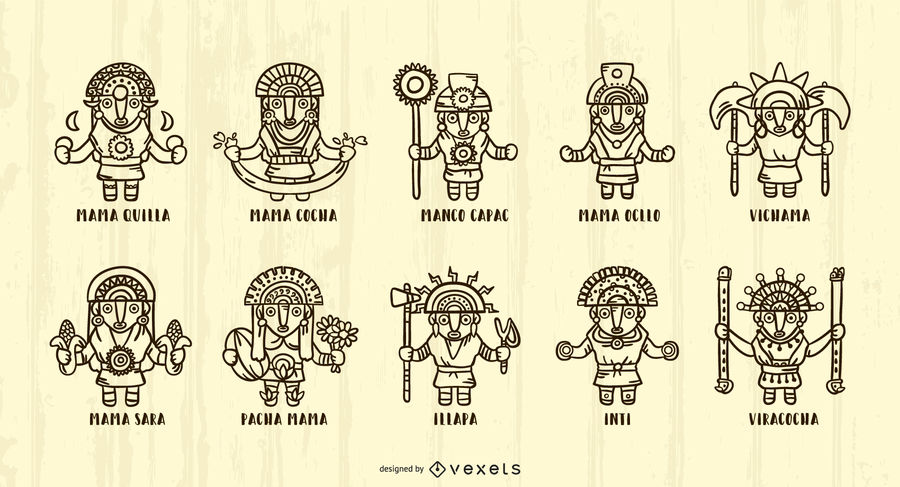 MAMA QUILLA
MAMA COCHA
MANCO CAPAC
MAMA OCLLO
VICHAMA
MAMA SARA
PACHA MAMA
ILLAPA
INTI
VIRACOCHA
designed by vexels